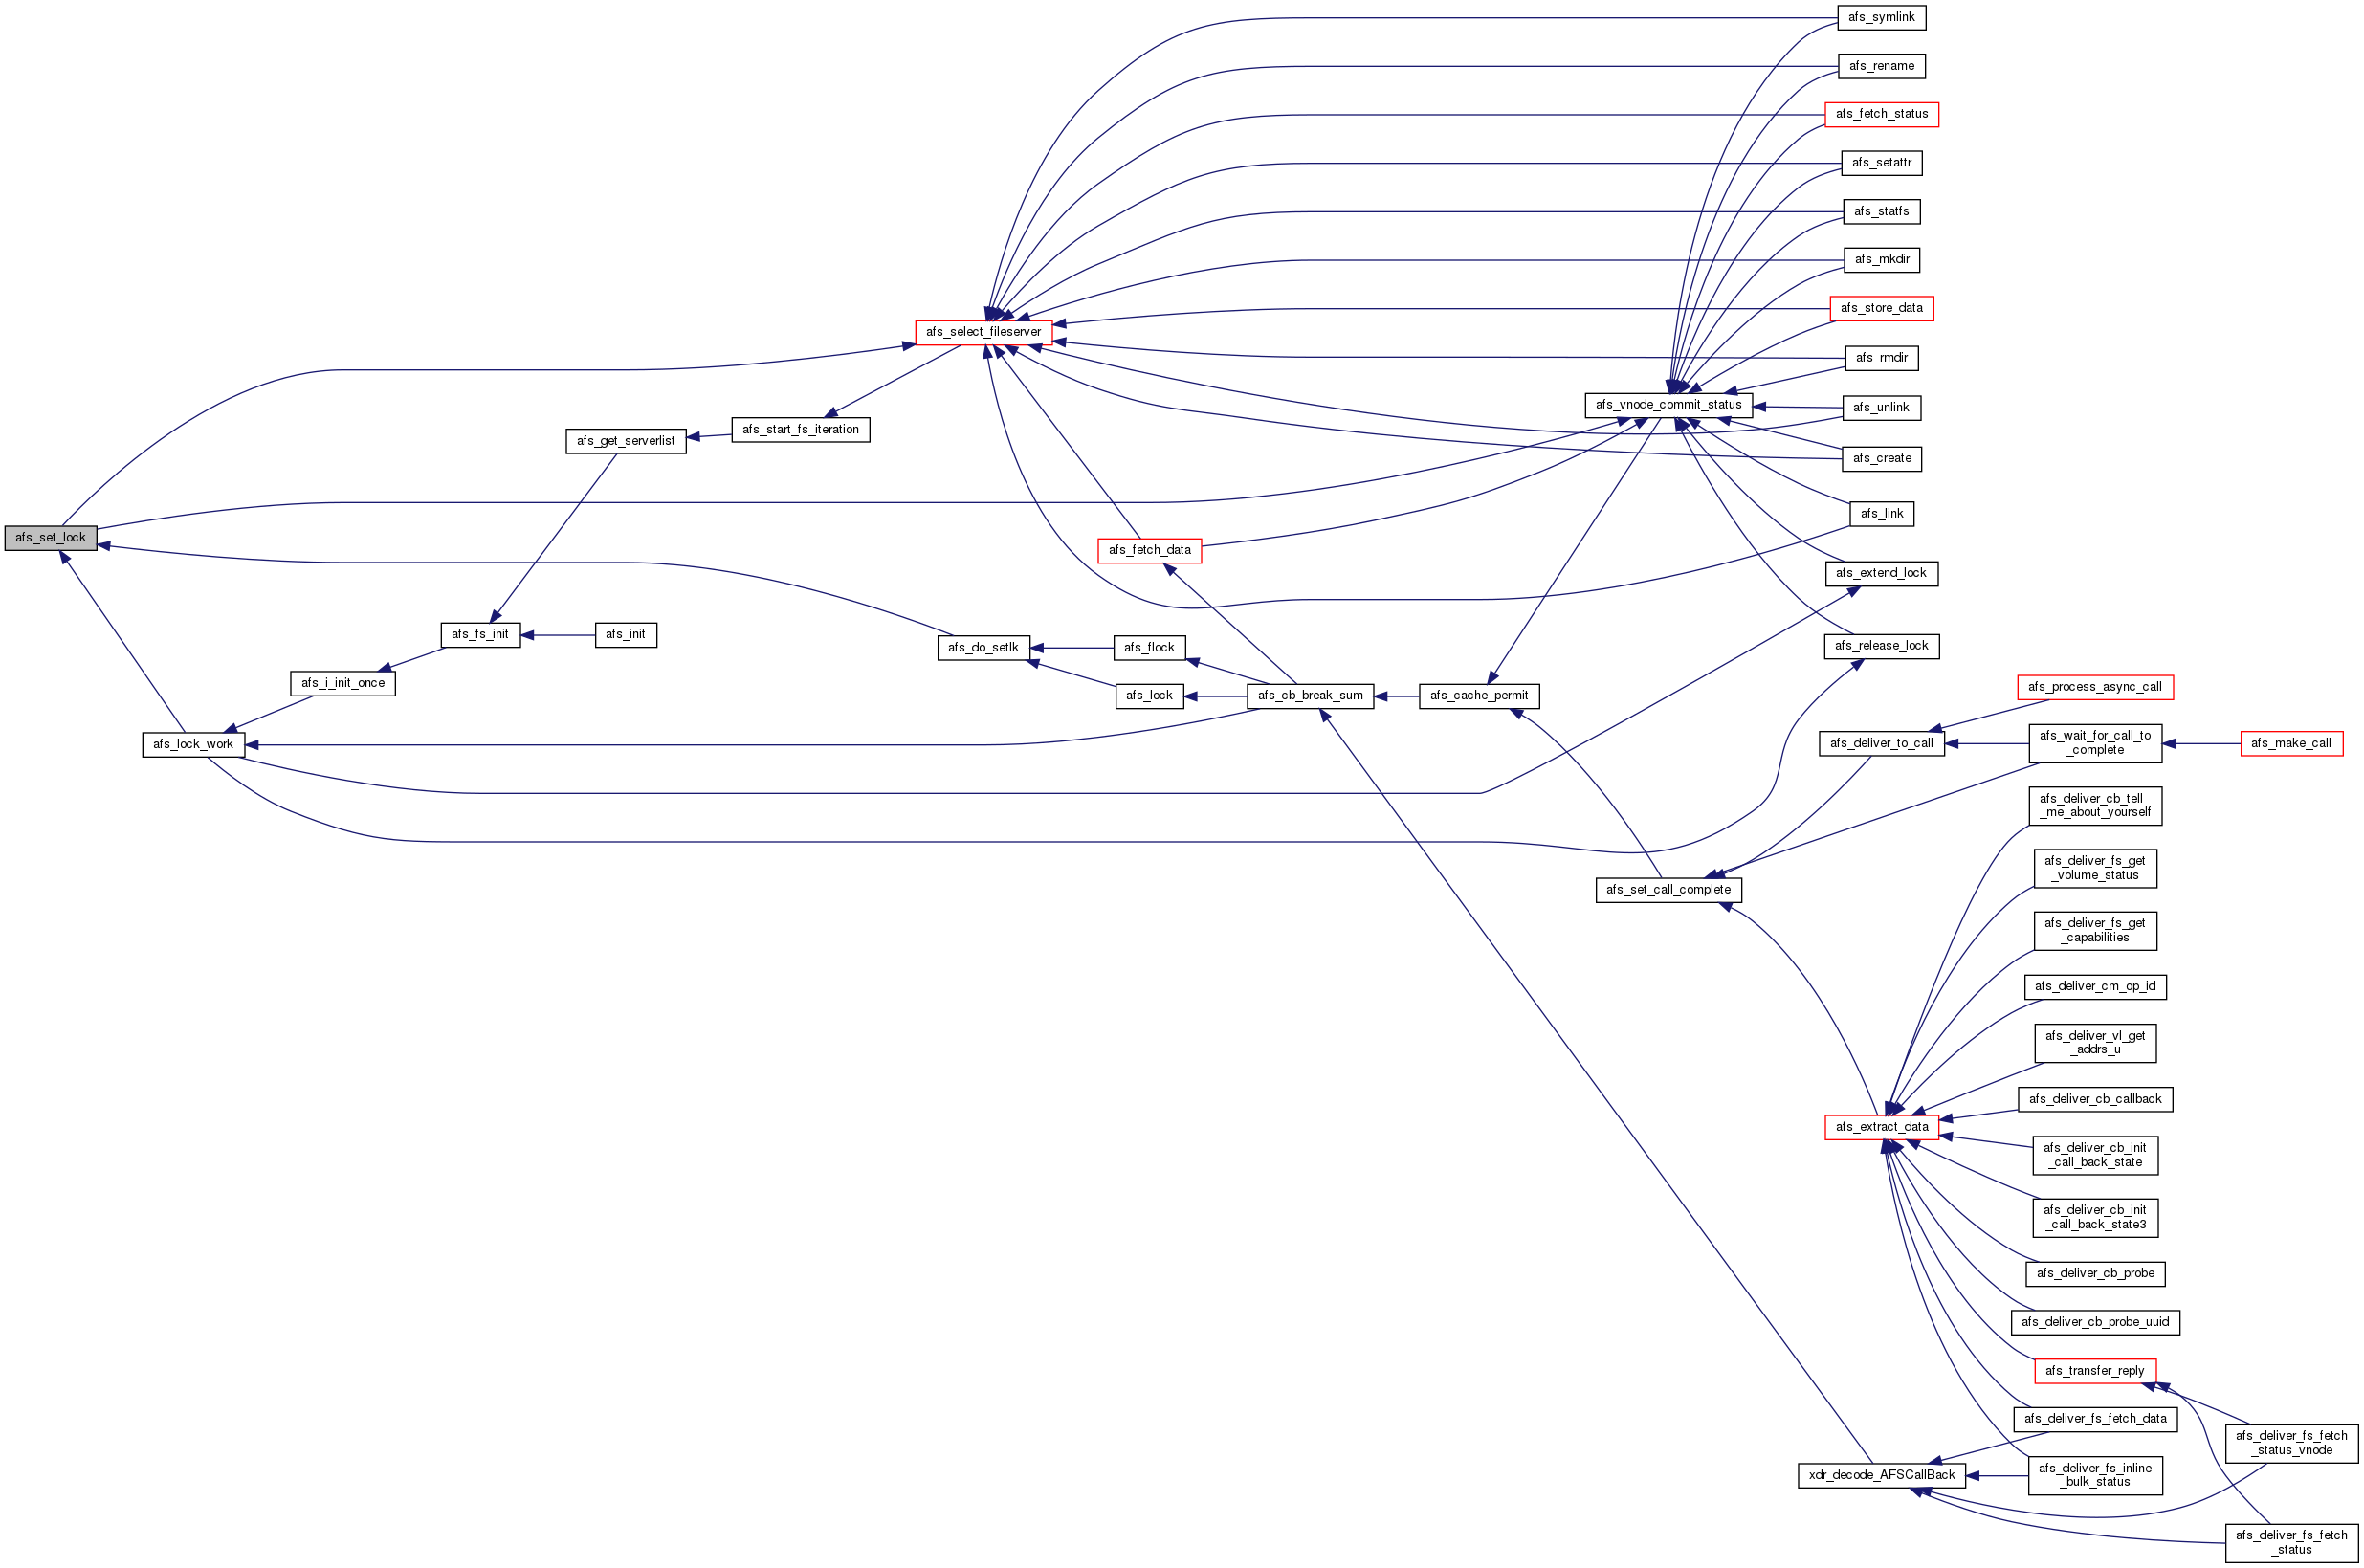 afs_symlink
afs_rename
afs_fetch_status
afs_setattr
afs_statfs
afs_mkdir
afs_store_data
afs_select_fileserver
afs_rmdir
afs_vnode_commit_status
afs_unlink
afs_start_fs_iteration
afs_get_serverlist
afs_create
afs_link
afs_set_lock
afs_fetch_data
afs_extend_lock
afs_fs_init
afs_init
afs_do_setlk
afs_flock
afs_release_lock
afs_i_init_once
afs_lock
afs_cb_break_sum
afs_cache_permit
afs_process_async_call
afs_lock_work
afs_deliver_to_call
afs_wait_for_call_to
_complete
afs_make_call
afs_deliver_cb_tell
_me_about_yourself
afs_deliver_fs_get
_volume_status
afs_set_call_complete
afs_deliver_fs_get
_capabilities
afs_deliver_cm_op_id
afs_deliver_vl_get
_addrs_u
afs_deliver_cb_callback
afs_extract_data
afs_deliver_cb_init
_call_back_state
afs_deliver_cb_init
_call_back_state3
afs_deliver_cb_probe
afs_deliver_cb_probe_uuid
afs_transfer_reply
afs_deliver_fs_fetch_data
afs_deliver_fs_fetch
_status_vnode
xdr_decode_AFSCallBack
afs_deliver_fs_inline
_bulk_status
afs_deliver_fs_fetch
_status